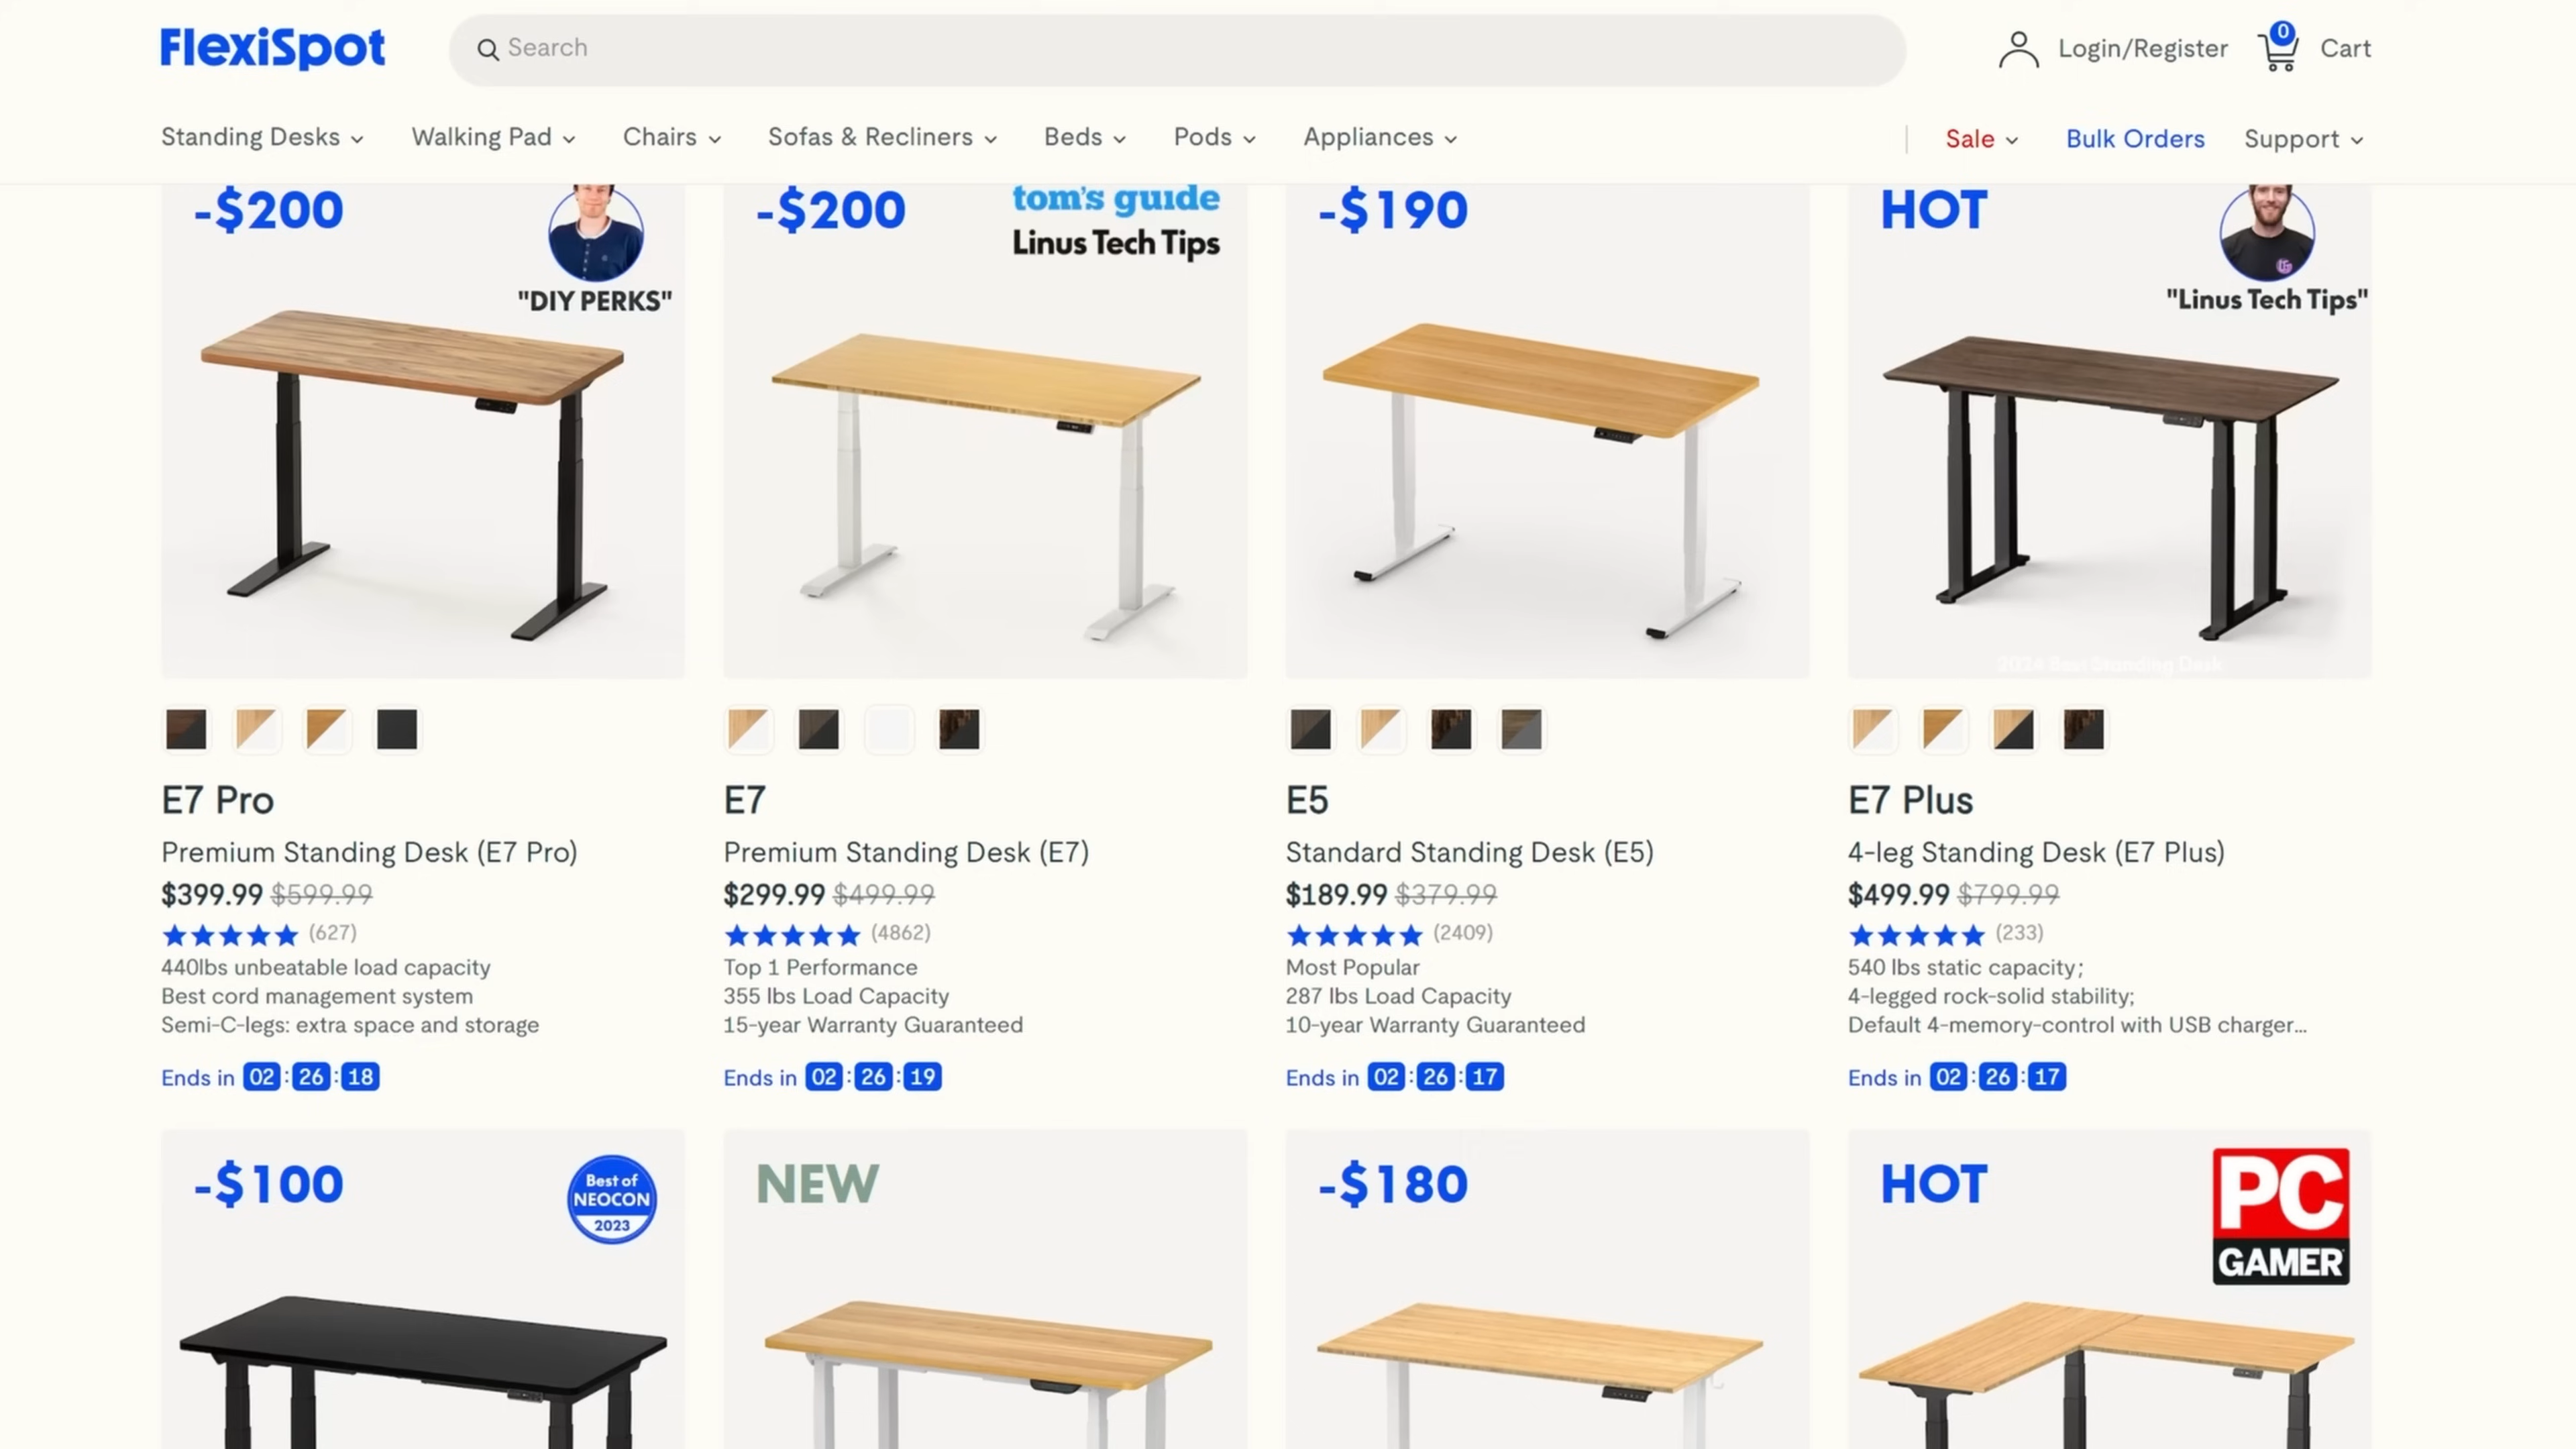 FlexiSpot
Search
Login/Register
0
Cart
Standing Desks
Walking Pad
Chairs
Sofas & Recliners
Beds
Pods
Appliances
Sale
Bulk Orders
Support
-$200
"DIY PERKS"
-$200
tom's guide
Linus Tech Tips
-$190
HOT
"Linus Tech Tips"
2024 Best Standing Desk
E7 Pro
Premium Standing Desk (E7 Pro)
$399.99 $599.99
(627)
440lbs unbeatable load capacity
Best cord management system
Semi-C-legs: extra space and storage
Ends in 02 : 26 : 18
E7
Premium Standing Desk (E7)
$299.99 $499.99
(4862)
Top 1 Performance
355 lbs Load Capacity
15-year Warranty Guaranteed
Ends in 02 : 26 : 19
E5
Standard Standing Desk (E5)
$189.99 $379.99
(2409)
Most Popular
287 lbs Load Capacity
10-year Warranty Guaranteed
Ends in 02 : 26 : 17
E7 Plus
4-leg Standing Desk (E7 Plus)
$499.99 $799.99
(233)
540 lbs static capacity;
4-legged rock-solid stability;
Default 4-memory-control with USB charger...
Ends in 02 : 26 : 17
-$100
Best of
NEOCON
2023
NEW
-$180
HOT
PC
GAMER